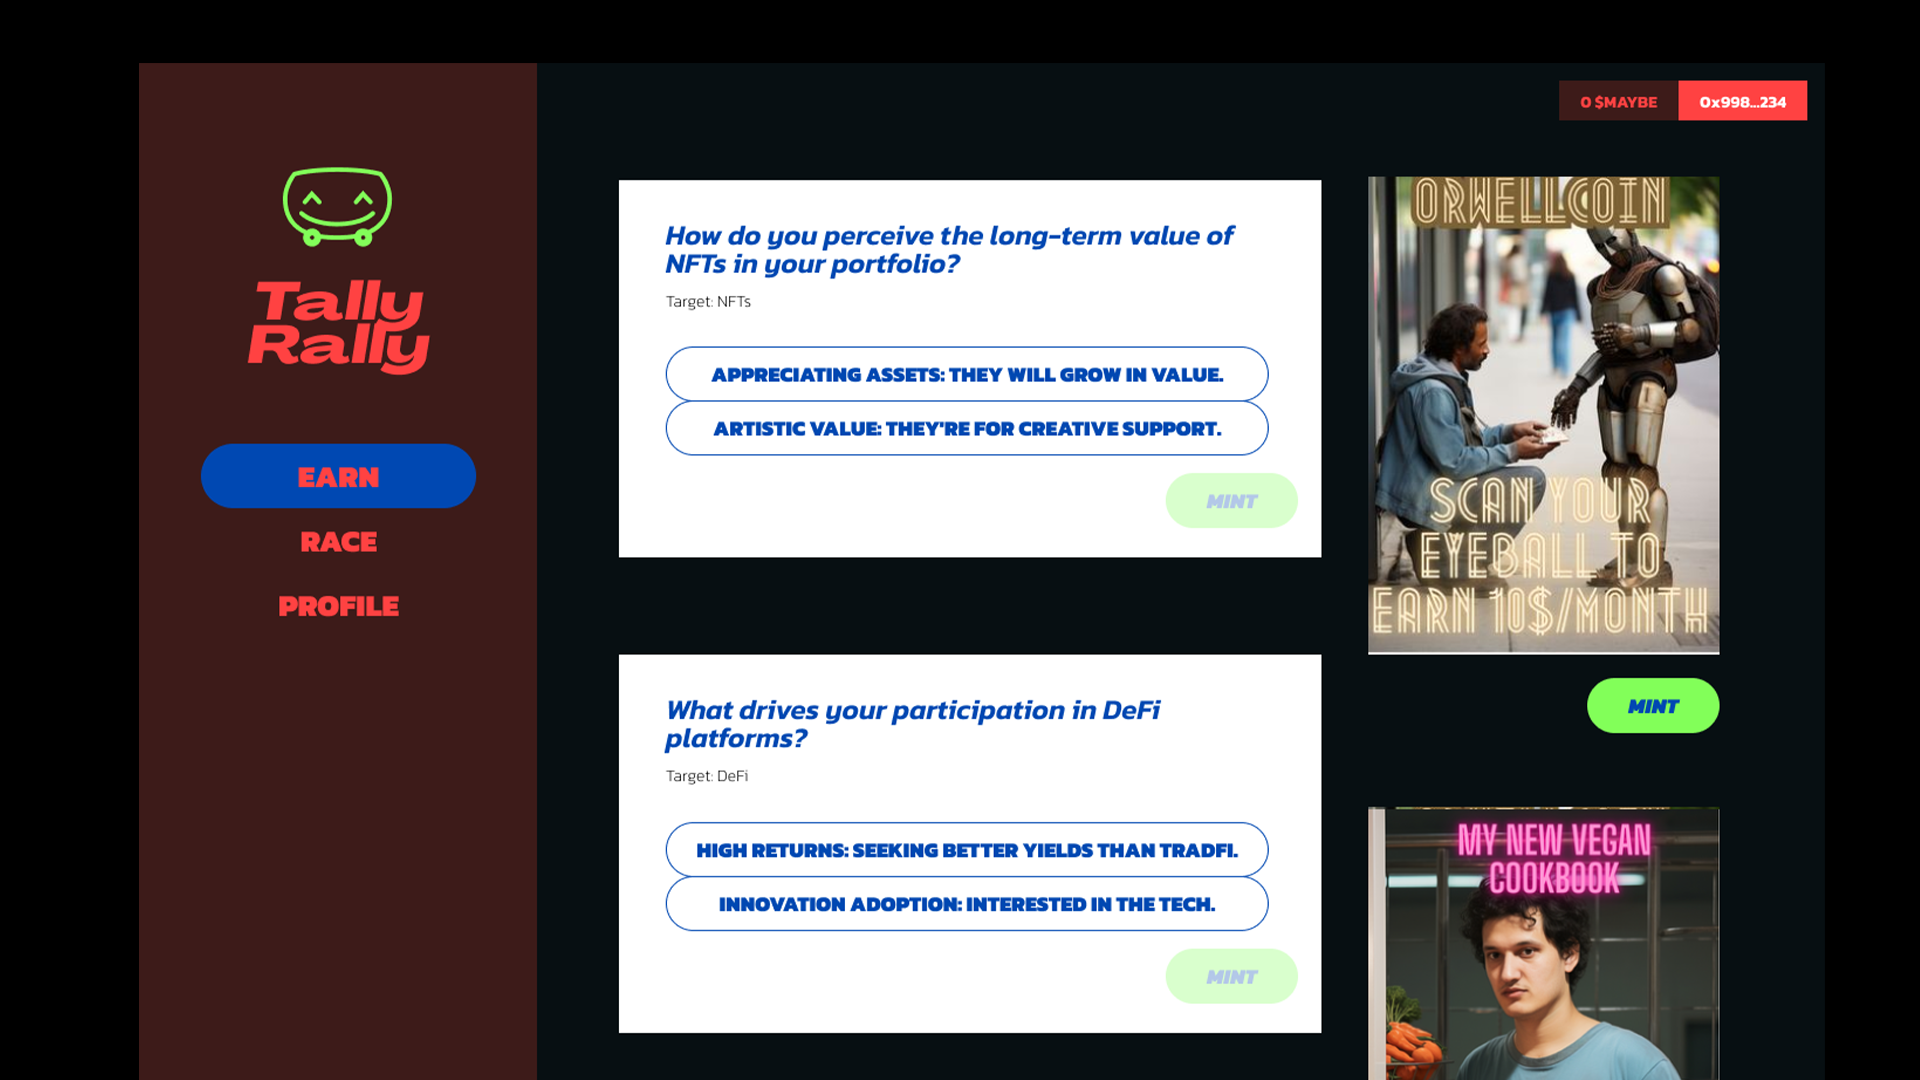 Tally
Rally
EARN
RACE
PROFILE
0 $MAYBE
0x998...234
How do you perceive the long-term value of
NFTs in your portfolio?
Target: NFTs
APPRECIATING ASSETS: THEY WILL GROW IN VALUE.
ARTISTIC VALUE: THEY'RE FOR CREATIVE SUPPORT.
MINT
What drives your participation in DeFi
platforms?
Target: DeFi
HIGH RETURNS: SEEKING BETTER YIELDS THAN TRADFI.
INNOVATION ADOPTION: INTERESTED IN THE TECH.
MINT
ORWELLCOIN
SCAN YOUR
EYEBALL TO
EARN 10$/MONTH
MINT
MY NEW VEGAN
COOKBOOK